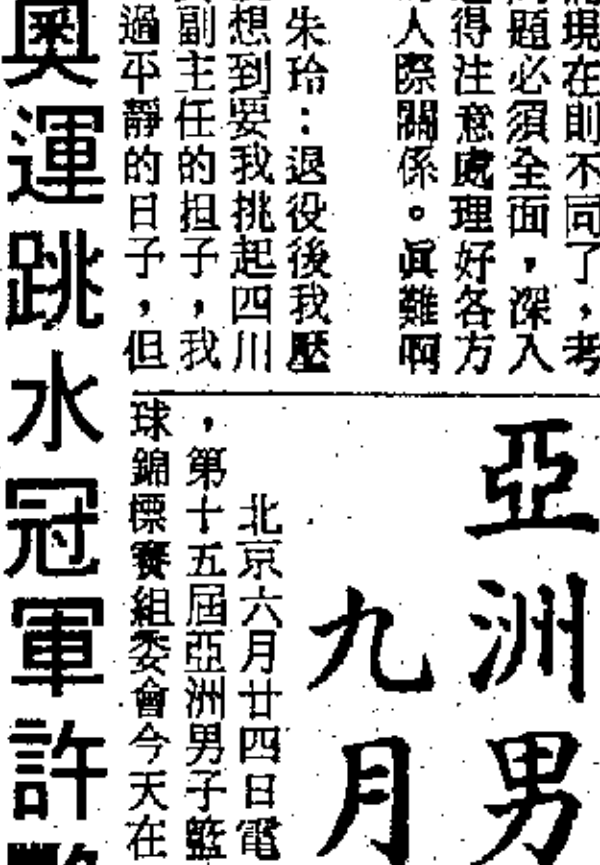 現在則不同了，考
題必須全面，深入
得注意處理好各方
人際關係。眞難啊
朱玲：退役後我壓
想到要我挑起四川
副主任的担子，我
過平靜的日子，但
亞洲男
九月
北京六月廿四日電
，第十五屆亞洲男子籃
球錦標賽組委會今天在
奧運跳水冠軍許